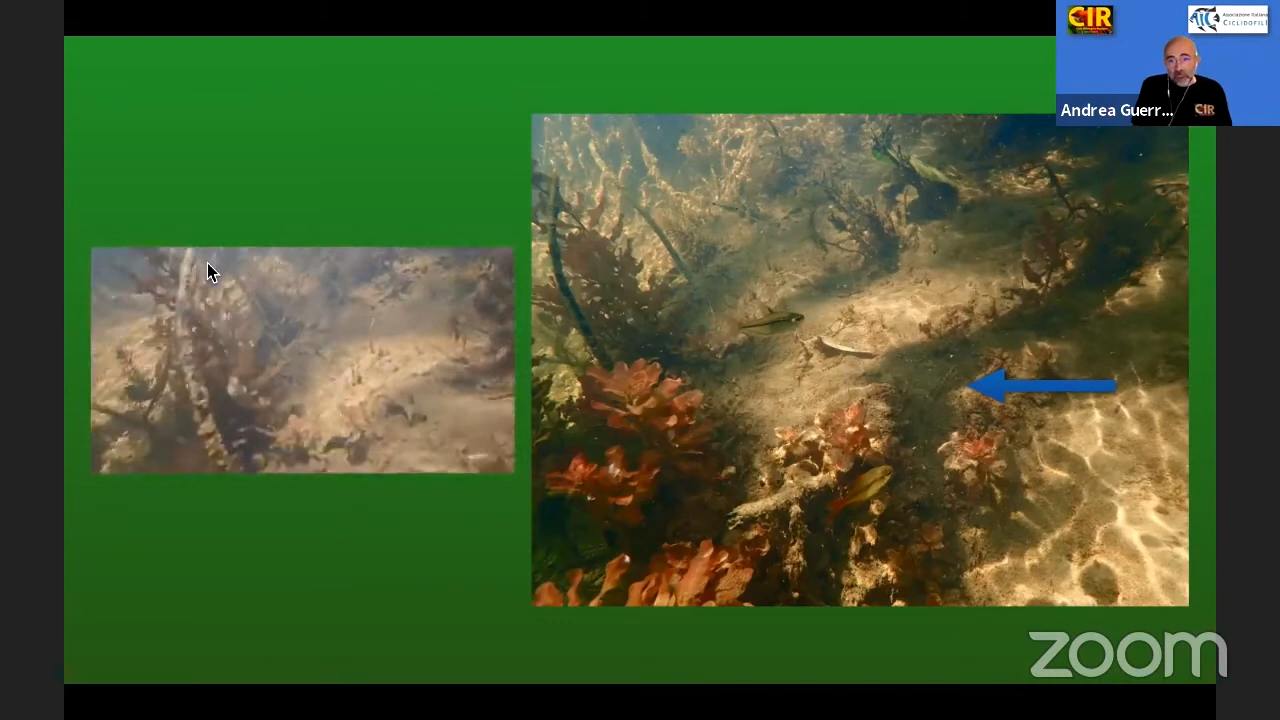 CIR
Associazione Italiana
CICLIDOFILI
CIR
Andrea Guerr...
zoom